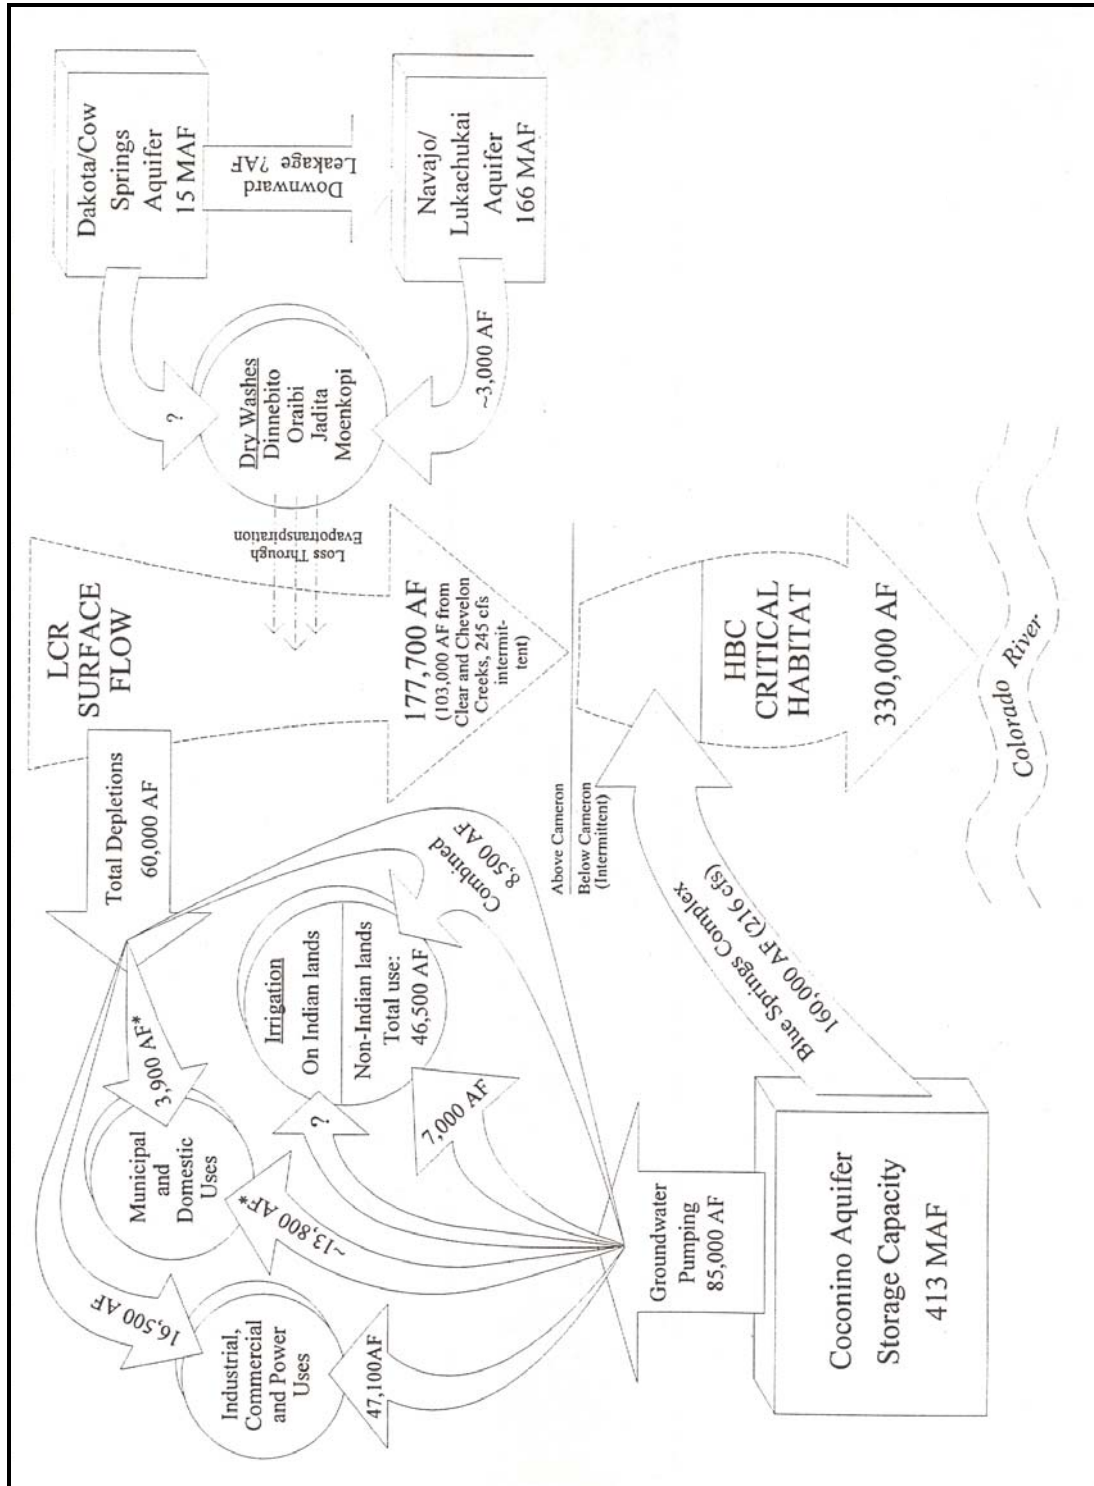 LCR
SURFACE
FLOW
Total Depletions
60,000 AF
177,700 AF
(103,000 AF from
Clear and Chevelon
Creeks, 245 cfs
intermit-
tent)
Loss Through
Evapotranspiration
Dry Washes
Dinnebito
Oraibi
Jadita
Moenkopi
?
~3,000 AF
Dakota/Cow
Springs
Aquifer
15 MAF
Downward
Leakage ?AF
Navajo/
Lukachukai
Aquifer
166 MAF
16,500 AF
3,900 AF*
Combined
8,500 AF
Industrial,
Commercial
and Power
Uses
Municipal
and
Domestic
Uses
Irrigation
On Indian lands
Non-Indian lands
Total use:
46,500 AF
47,100AF
~13,800 AF*
?
7,000 AF
Above Cameron
Below Cameron
(Intermittent)
Groundwater
Pumping
85,000 AF
Coconino Aquifer
Storage Capacity
413 MAF
Blue Springs Complex
160,000 AF (216 cfs)
HBC
CRITICAL
HABITAT
330,000 AF
Colorado River